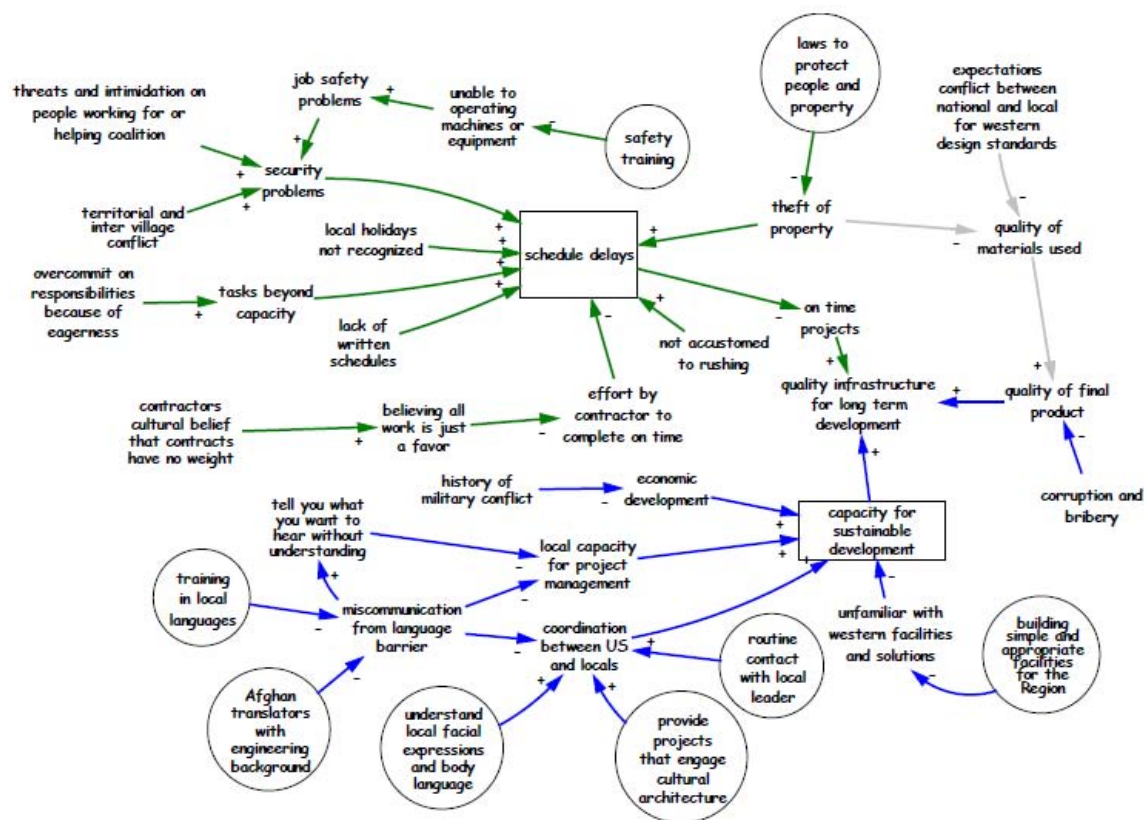 laws to
protect
people and
property
expectations
conflict between
national and local
for western
design standards
job safety
problems
threats and intimidation on
people working for or
helping coalition
unable to
operating
machines or
equipment
safety
training
security
problems
territorial and
inter village
conflict
theft of
property
quality of
materials used
local holidays
not recognized
schedule delays
overcommit on
responsibilities
because of
eagerness
tasks beyond
capacity
lack of
written
schedules
on time
projects
not accustomed
to rushing
quality infrastructure
for long term
development
quality of final
product
contractors
cultural belief
that contracts
have no weight
believing all
work is just
a favor
effort by
contractor to
complete on time
history of
military conflict
economic
development
corruption and
bribery
tell you what
you want to
hear without
understanding
local capacity
for project
management
capacity for
sustainable
development
training
in local
languages
miscommunication
from language
barrier
coordination
between US
and locals
unfamiliar with
western facilities
and solutions
routine
contact with
local
leader
building
simple and
appropriate
facilities
for the
Region
Afghan
translators
with
engineering
background
understand
local facial
expressions
and body
language
provide
projects
that engage
cultural
architecture